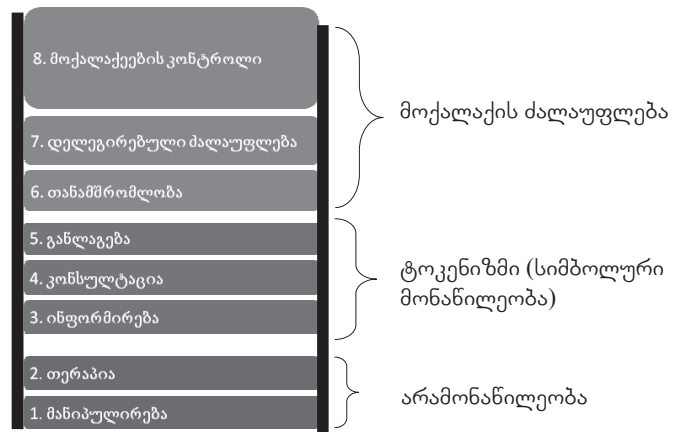 8. მოქალაქეების კონტროლი
7. დელეგირებული ძალაუფლება
6. თანამშრომლობა
მოქალაქის ძალაუფლება
5. განლაგება
4. კონსულტაცია
3. ინფორმირება
ტოკენიზმი (სიმბოლური
მონაწილეობა)
2. თერაპია
1. მანიპულირება
არამონაწილეობა